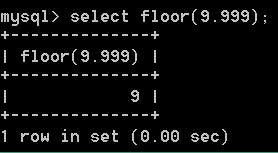 mysql> select floor(9.999);
+--------------+
| floor(9.999) |
+--------------+
|            9 |
+--------------+
1 row in set (0.00 sec)